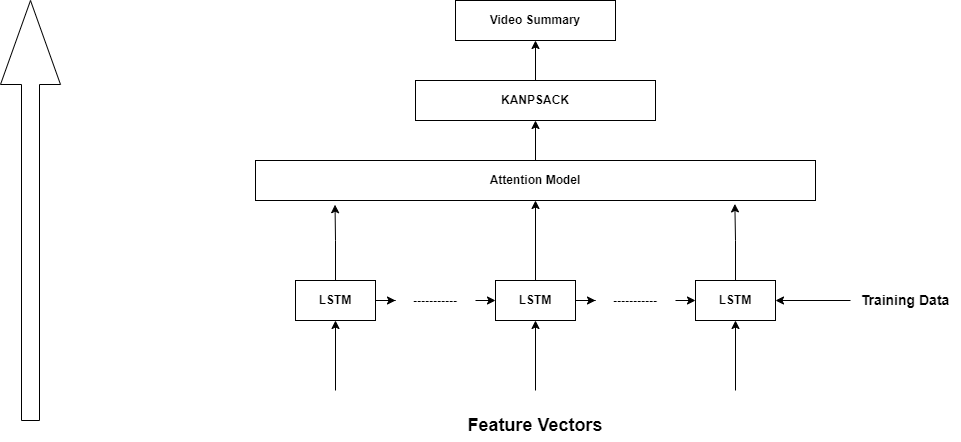 Video Summary
KANPSACK
Attention Model
LSTM
-----------
LSTM
-----------
LSTM
Training Data
Feature Vectors